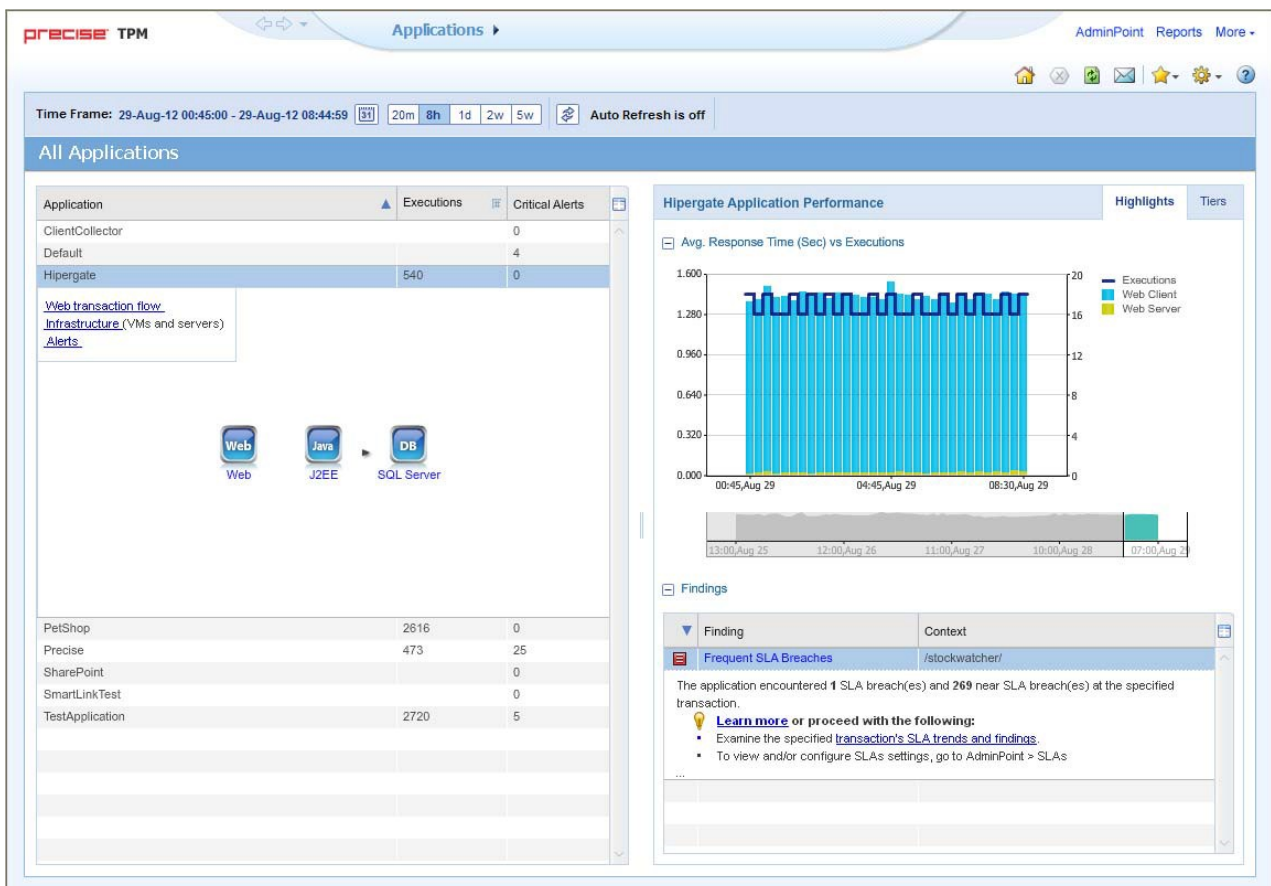 precise TPM
Applications
AdminPoint Reports More
Time Frame: 29-Aug-12 00:45:00 - 29-Aug-12 08:44:59 31 20m 8h 1d 2w 5w Auto Refresh is off
All Applications
Application Executions Critical Alerts
ClientCollector 0
Default 4
Hipergate 540 0
Web transaction flow
Infrastructure (VMs and servers)
Alerts
Web Java DB
Web J2EE SQL Server
PetShop 2616 0
Precise 473 25
SharePoint 0
SmartLinkTest 0
TestApplication 2720 5
Hipergate Application Performance Highlights Tiers
Avg. Response Time (Sec) vs Executions
1.600 20
1.280 16
0.960 12
0.640 8
0.320 4
0.000 0
00:45,Aug 29 04:45,Aug 29 08:30,Aug 29
Executions
Web Client
Web Server
13:00,Aug 25 12:00,Aug 26 11:00,Aug 27 10:00,Aug 28 07:00,Aug 29
Findings
Finding Context
Frequent SLA Breaches /stockwatcher/
The application encountered 1 SLA breach(es) and 269 near SLA breach(es) at the specified
transaction.
Learn more or proceed with the following:
▪ Examine the specified transaction's SLA trends and findings.
▪ To view and/or configure SLAs settings, go to AdminPoint > SLAs
...